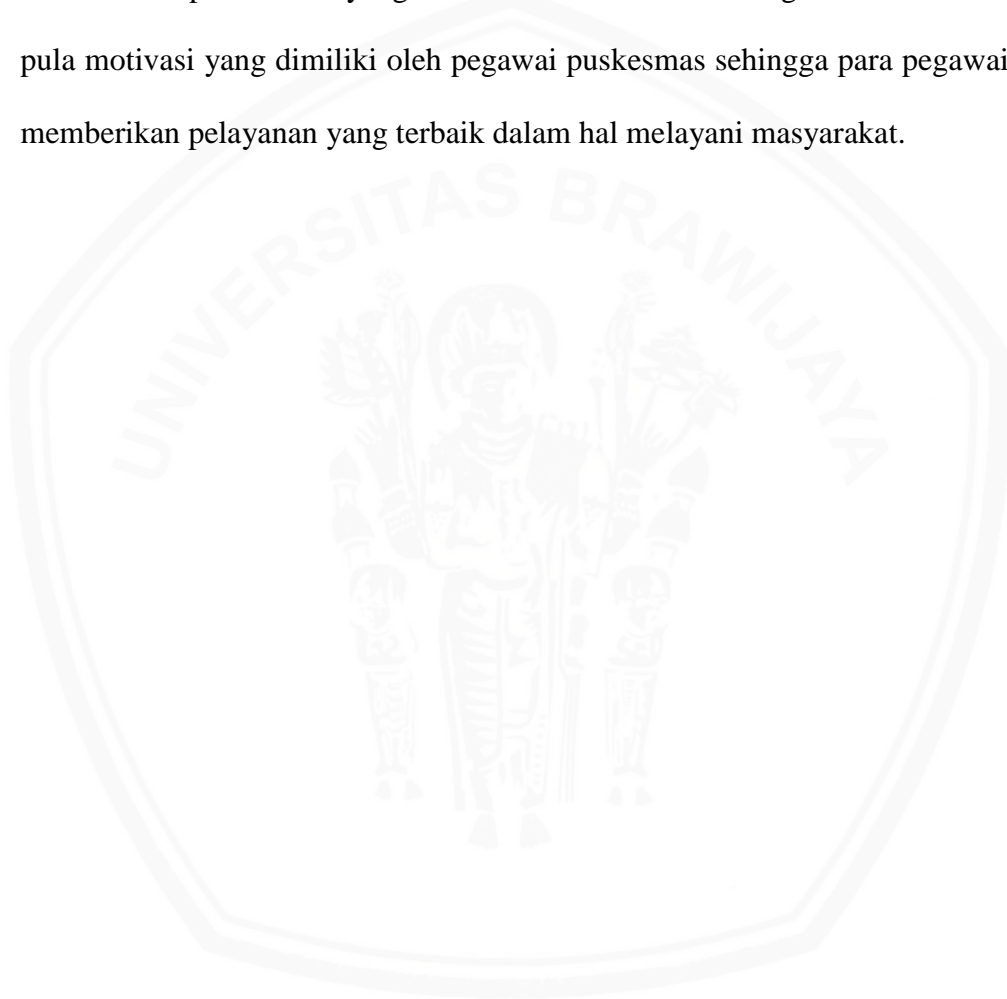 pula motivasi yang dimiliki oleh pegawai puskesmas sehingga para pegawai
memberikan pelayanan yang terbaik dalam hal melayani masyarakat.
UNIVERSITAS BRAWIJAYA